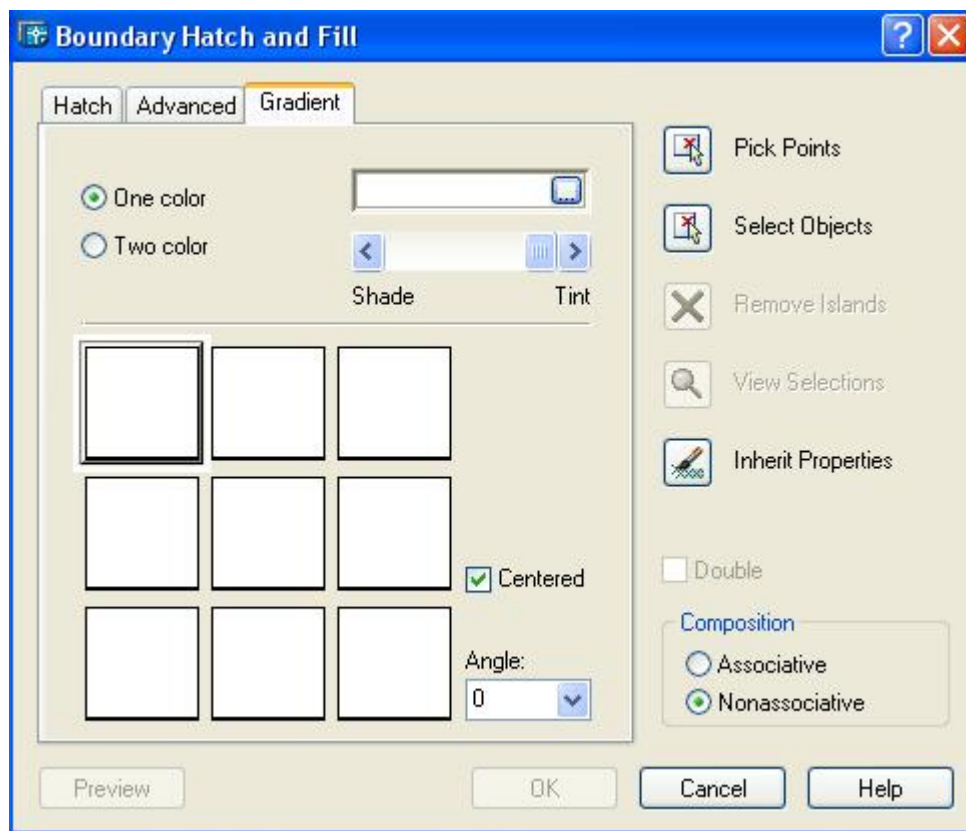 Boundary Hatch and Fill
Hatch Advanced Gradient
One color
Two color
Shade Tint
Centered
Angle:
0
Pick Points
Select Objects
Remove Islands
View Selections
Inherit Properties
Double
Composition
Associative
Nonassociative
Preview OK Cancel Help